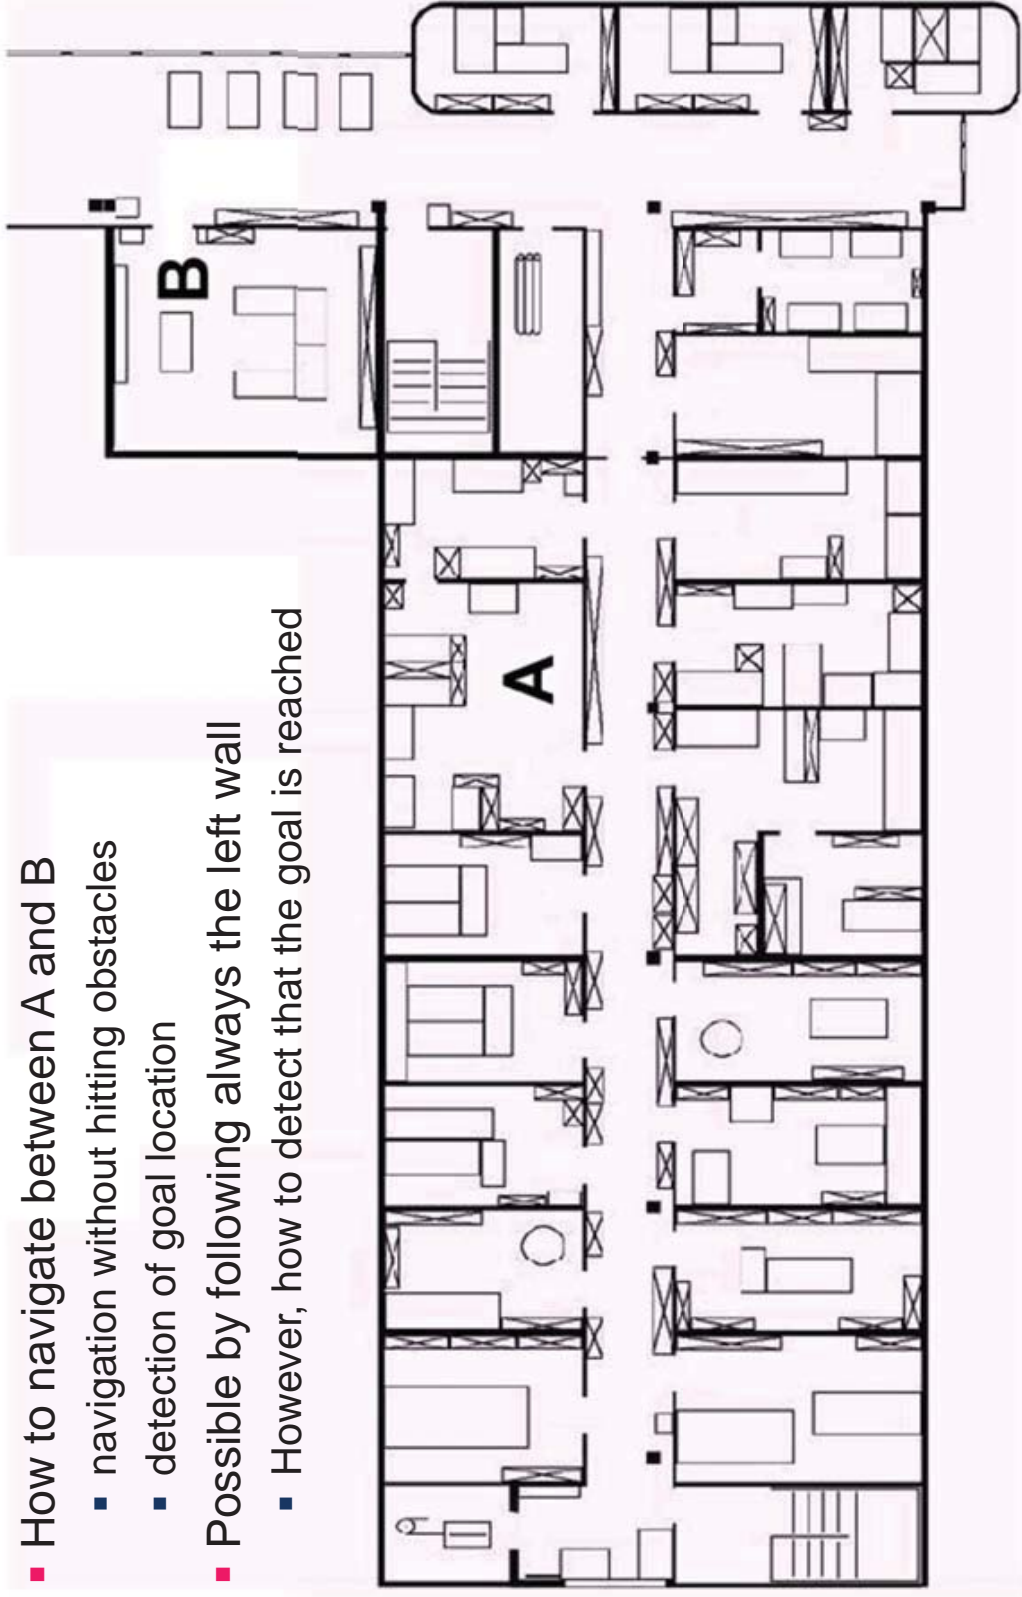 How to navigate between A and B
navigation without hitting obstacles
detection of goal location
Possible by following always the left wall
However, how to detect that the goal is reached
A
B